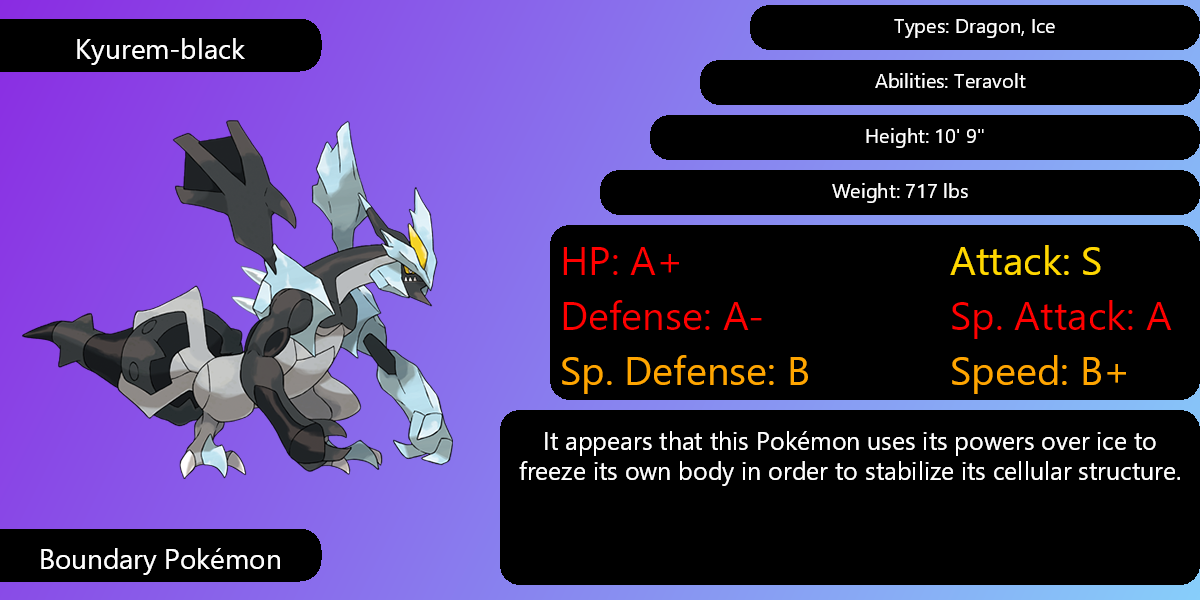 Kyurem-black
Types: Dragon, Ice
Abilities: Teravolt
Height: 10' 9"
Weight: 717 lbs
HP: A+
Attack: S
Defense: A-
Sp. Attack: A
Sp. Defense: B
Speed: B+
It appears that this Pokémon uses its powers over ice to
freeze its own body in order to stabilize its cellular structure.
Boundary Pokémon